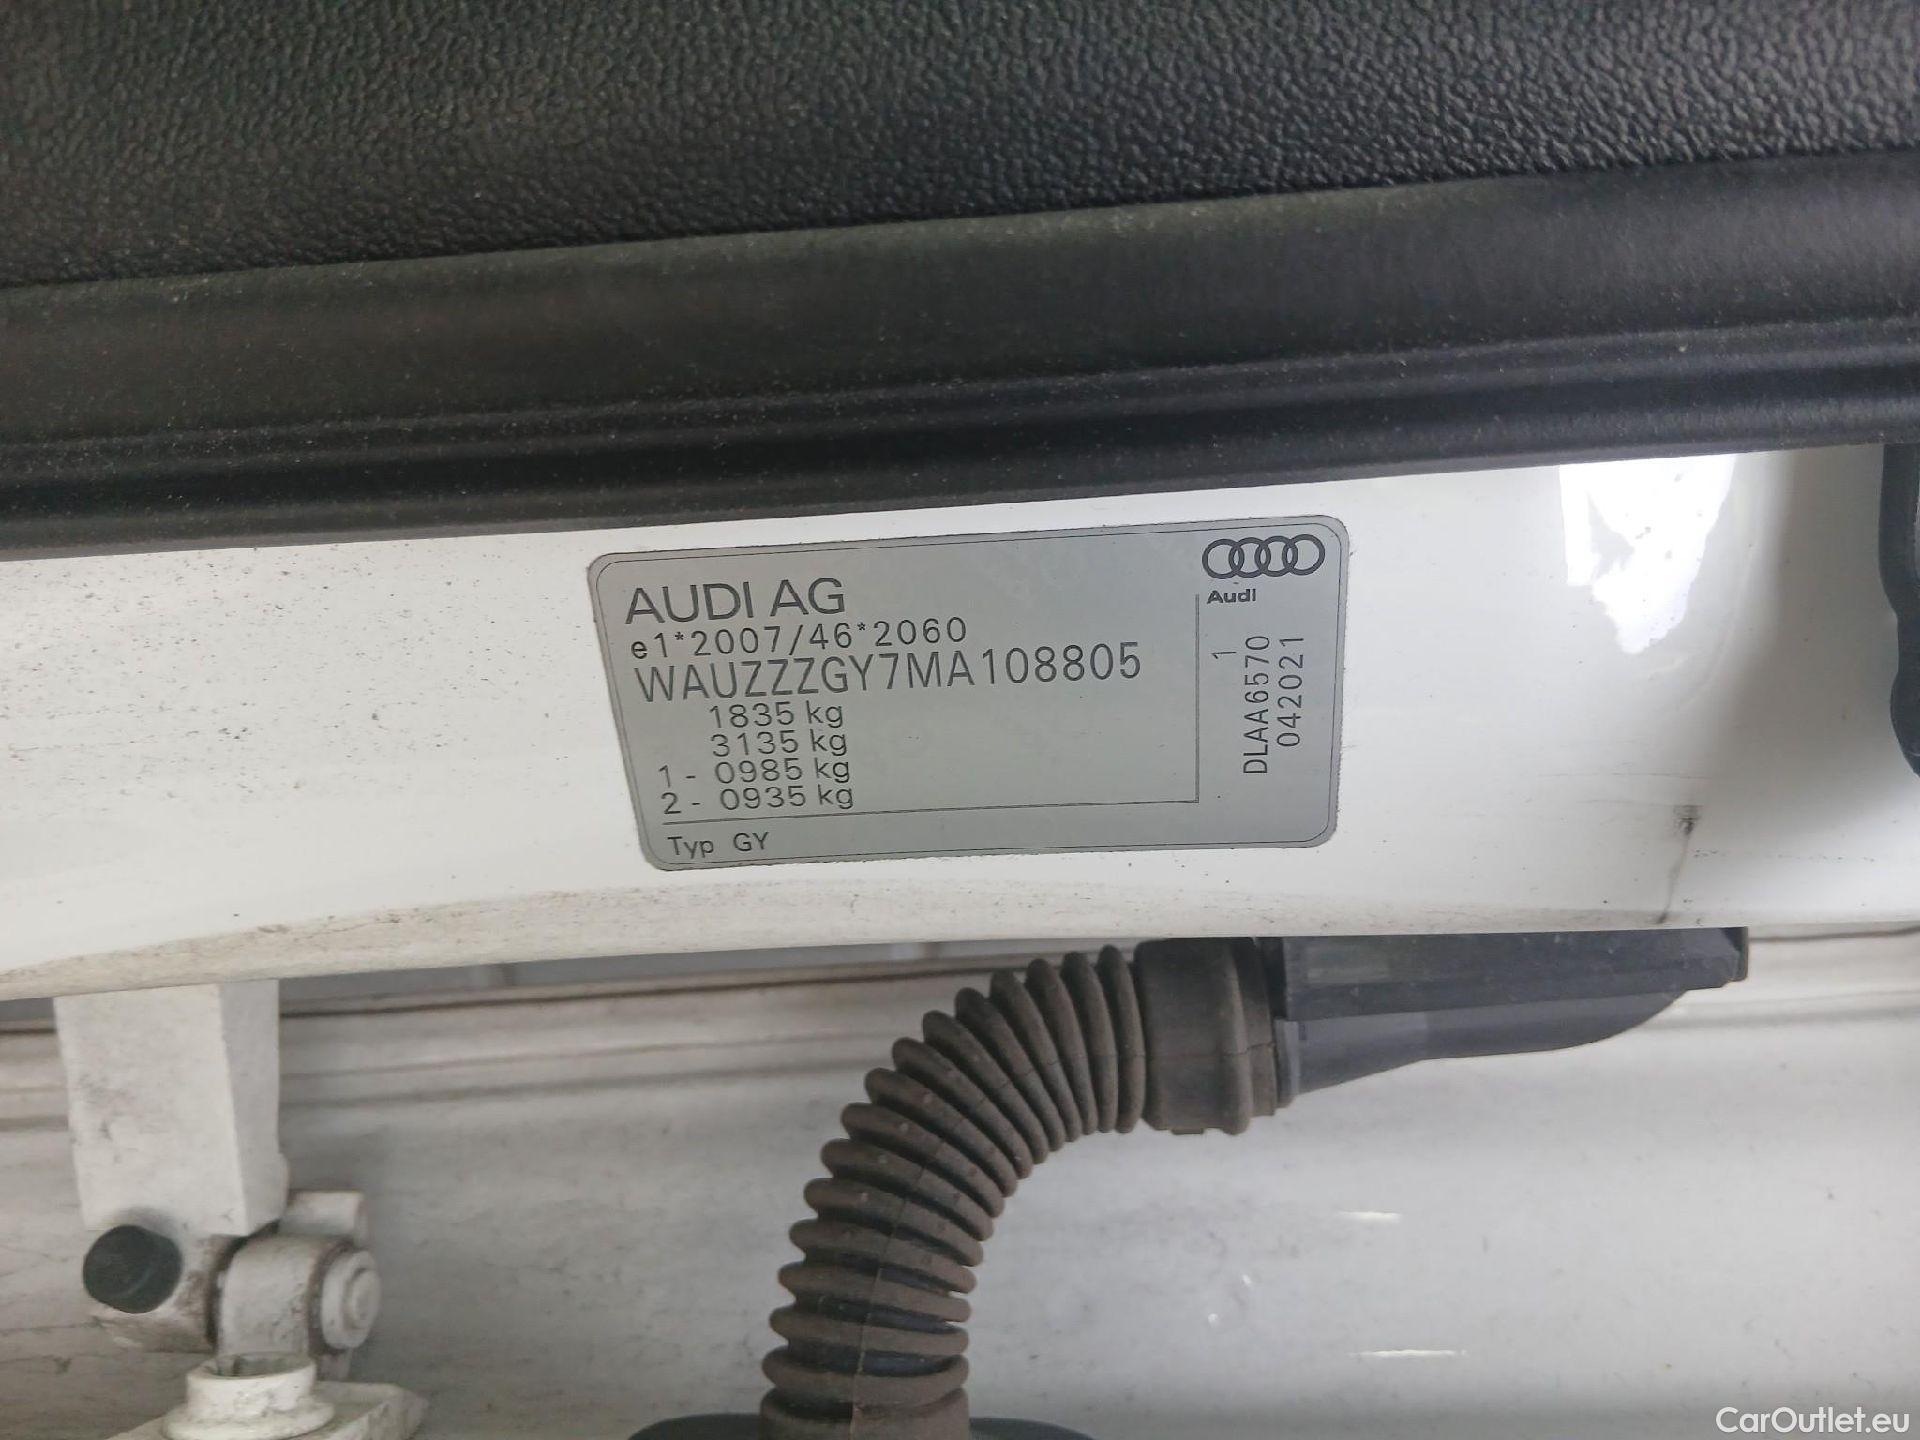 AUDI AG
e1*2007/46*2060
WAUZZZGY7MA108805
1835 kg
3135 kg
1 - 0985 kg
2 - 0935 kg
Typ GY
Audi
1
DLAA6570
042021
CarOutlet.eu